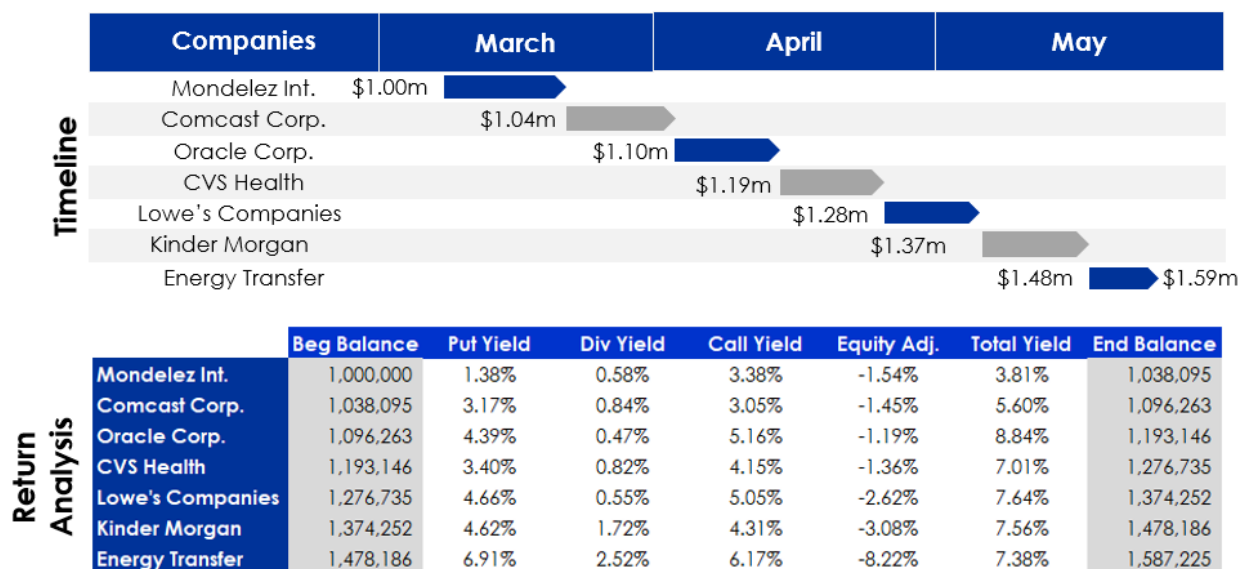 Companies March April May
Timeline
Mondelez Int. $1.00m
Comcast Corp. $1.04m
Oracle Corp. $1.10m
CVS Health $1.19m
Lowe’s Companies $1.28m
Kinder Morgan $1.37m
Energy Transfer $1.48m $1.59m
Return
Analysis
Beg Balance Put Yield Div Yield Call Yield Equity Adj. Total Yield End Balance
Mondelez Int. 1,000,000 1.38% 0.58% 3.38% -1.54% 3.81% 1,038,095
Comcast Corp. 1,038,095 3.17% 0.84% 3.05% -1.45% 5.60% 1,096,263
Oracle Corp. 1,096,263 4.39% 0.47% 5.16% -1.19% 8.84% 1,193,146
CVS Health 1,193,146 3.40% 0.82% 4.15% -1.36% 7.01% 1,276,735
Lowe's Companies 1,276,735 4.66% 0.55% 5.05% -2.62% 7.64% 1,374,252
Kinder Morgan 1,374,252 4.62% 1.72% 4.31% -3.08% 7.56% 1,478,186
Energy Transfer 1,478,186 6.91% 2.52% 6.17% -8.22% 7.38% 1,587,225